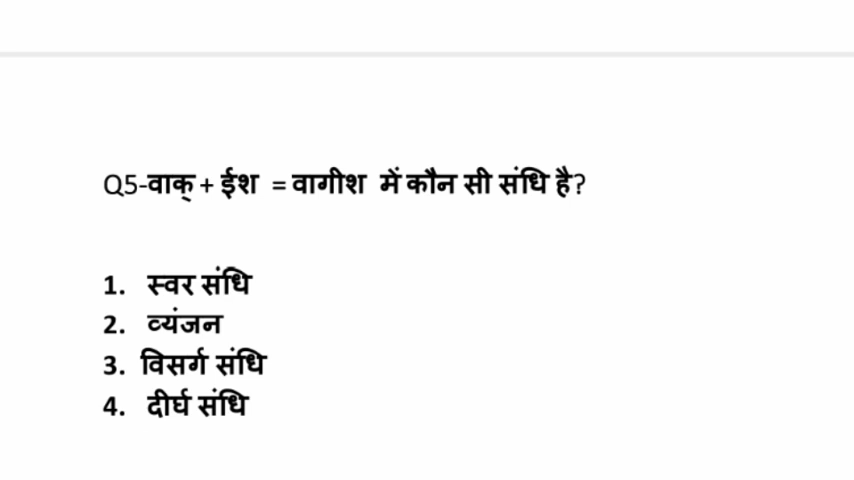 Q5-वाक् + ईश = वागीश में कौन सी संधि है?
1. स्वर संधि
2. व्यंजन
3. विसर्ग संधि
4. दीर्घ संधि